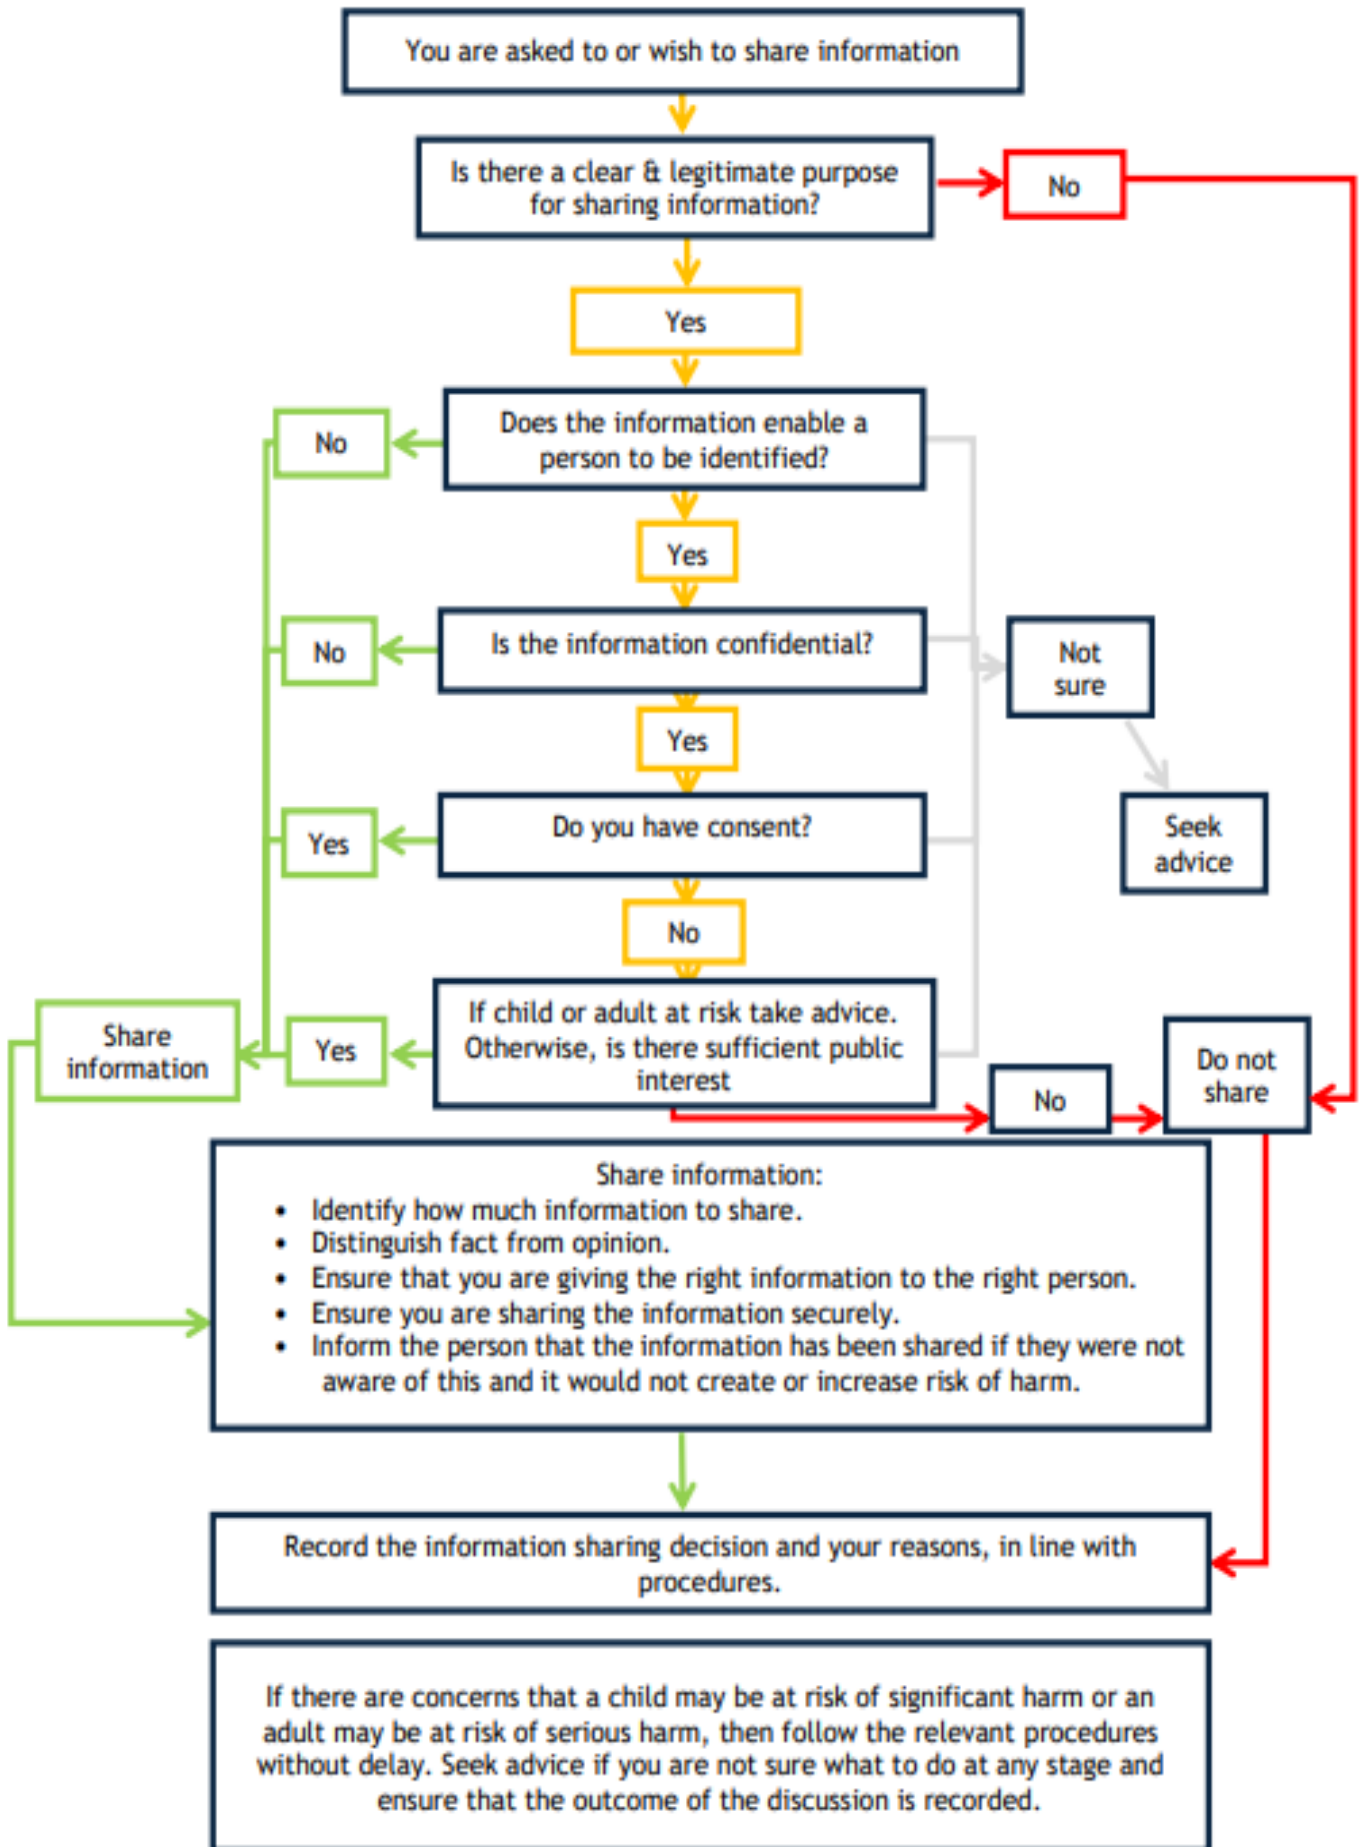 You are asked to or wish to share information
Is there a clear & legitimate purpose
for sharing information?
No
Yes
Does the information enable a
person to be identified?
No
Yes
Is the information confidential?
No
Not
sure
Yes
Do you have consent?
Yes
Seek
advice
No
If child or adult at risk take advice.
Otherwise, is there sufficient public
interest
Yes
Share
information
No
Do not
share
Share information:
• Identify how much information to share.
• Distinguish fact from opinion.
• Ensure that you are giving the right information to the right person.
• Ensure you are sharing the information securely.
• Inform the person that the information has been shared if they were not
aware of this and it would not create or increase risk of harm.
Record the information sharing decision and your reasons, in line with
procedures.
If there are concerns that a child may be at risk of significant harm or an
adult may be at risk of serious harm, then follow the relevant procedures
without delay. Seek advice if you are not sure what to do at any stage and
ensure that the outcome of the discussion is recorded.